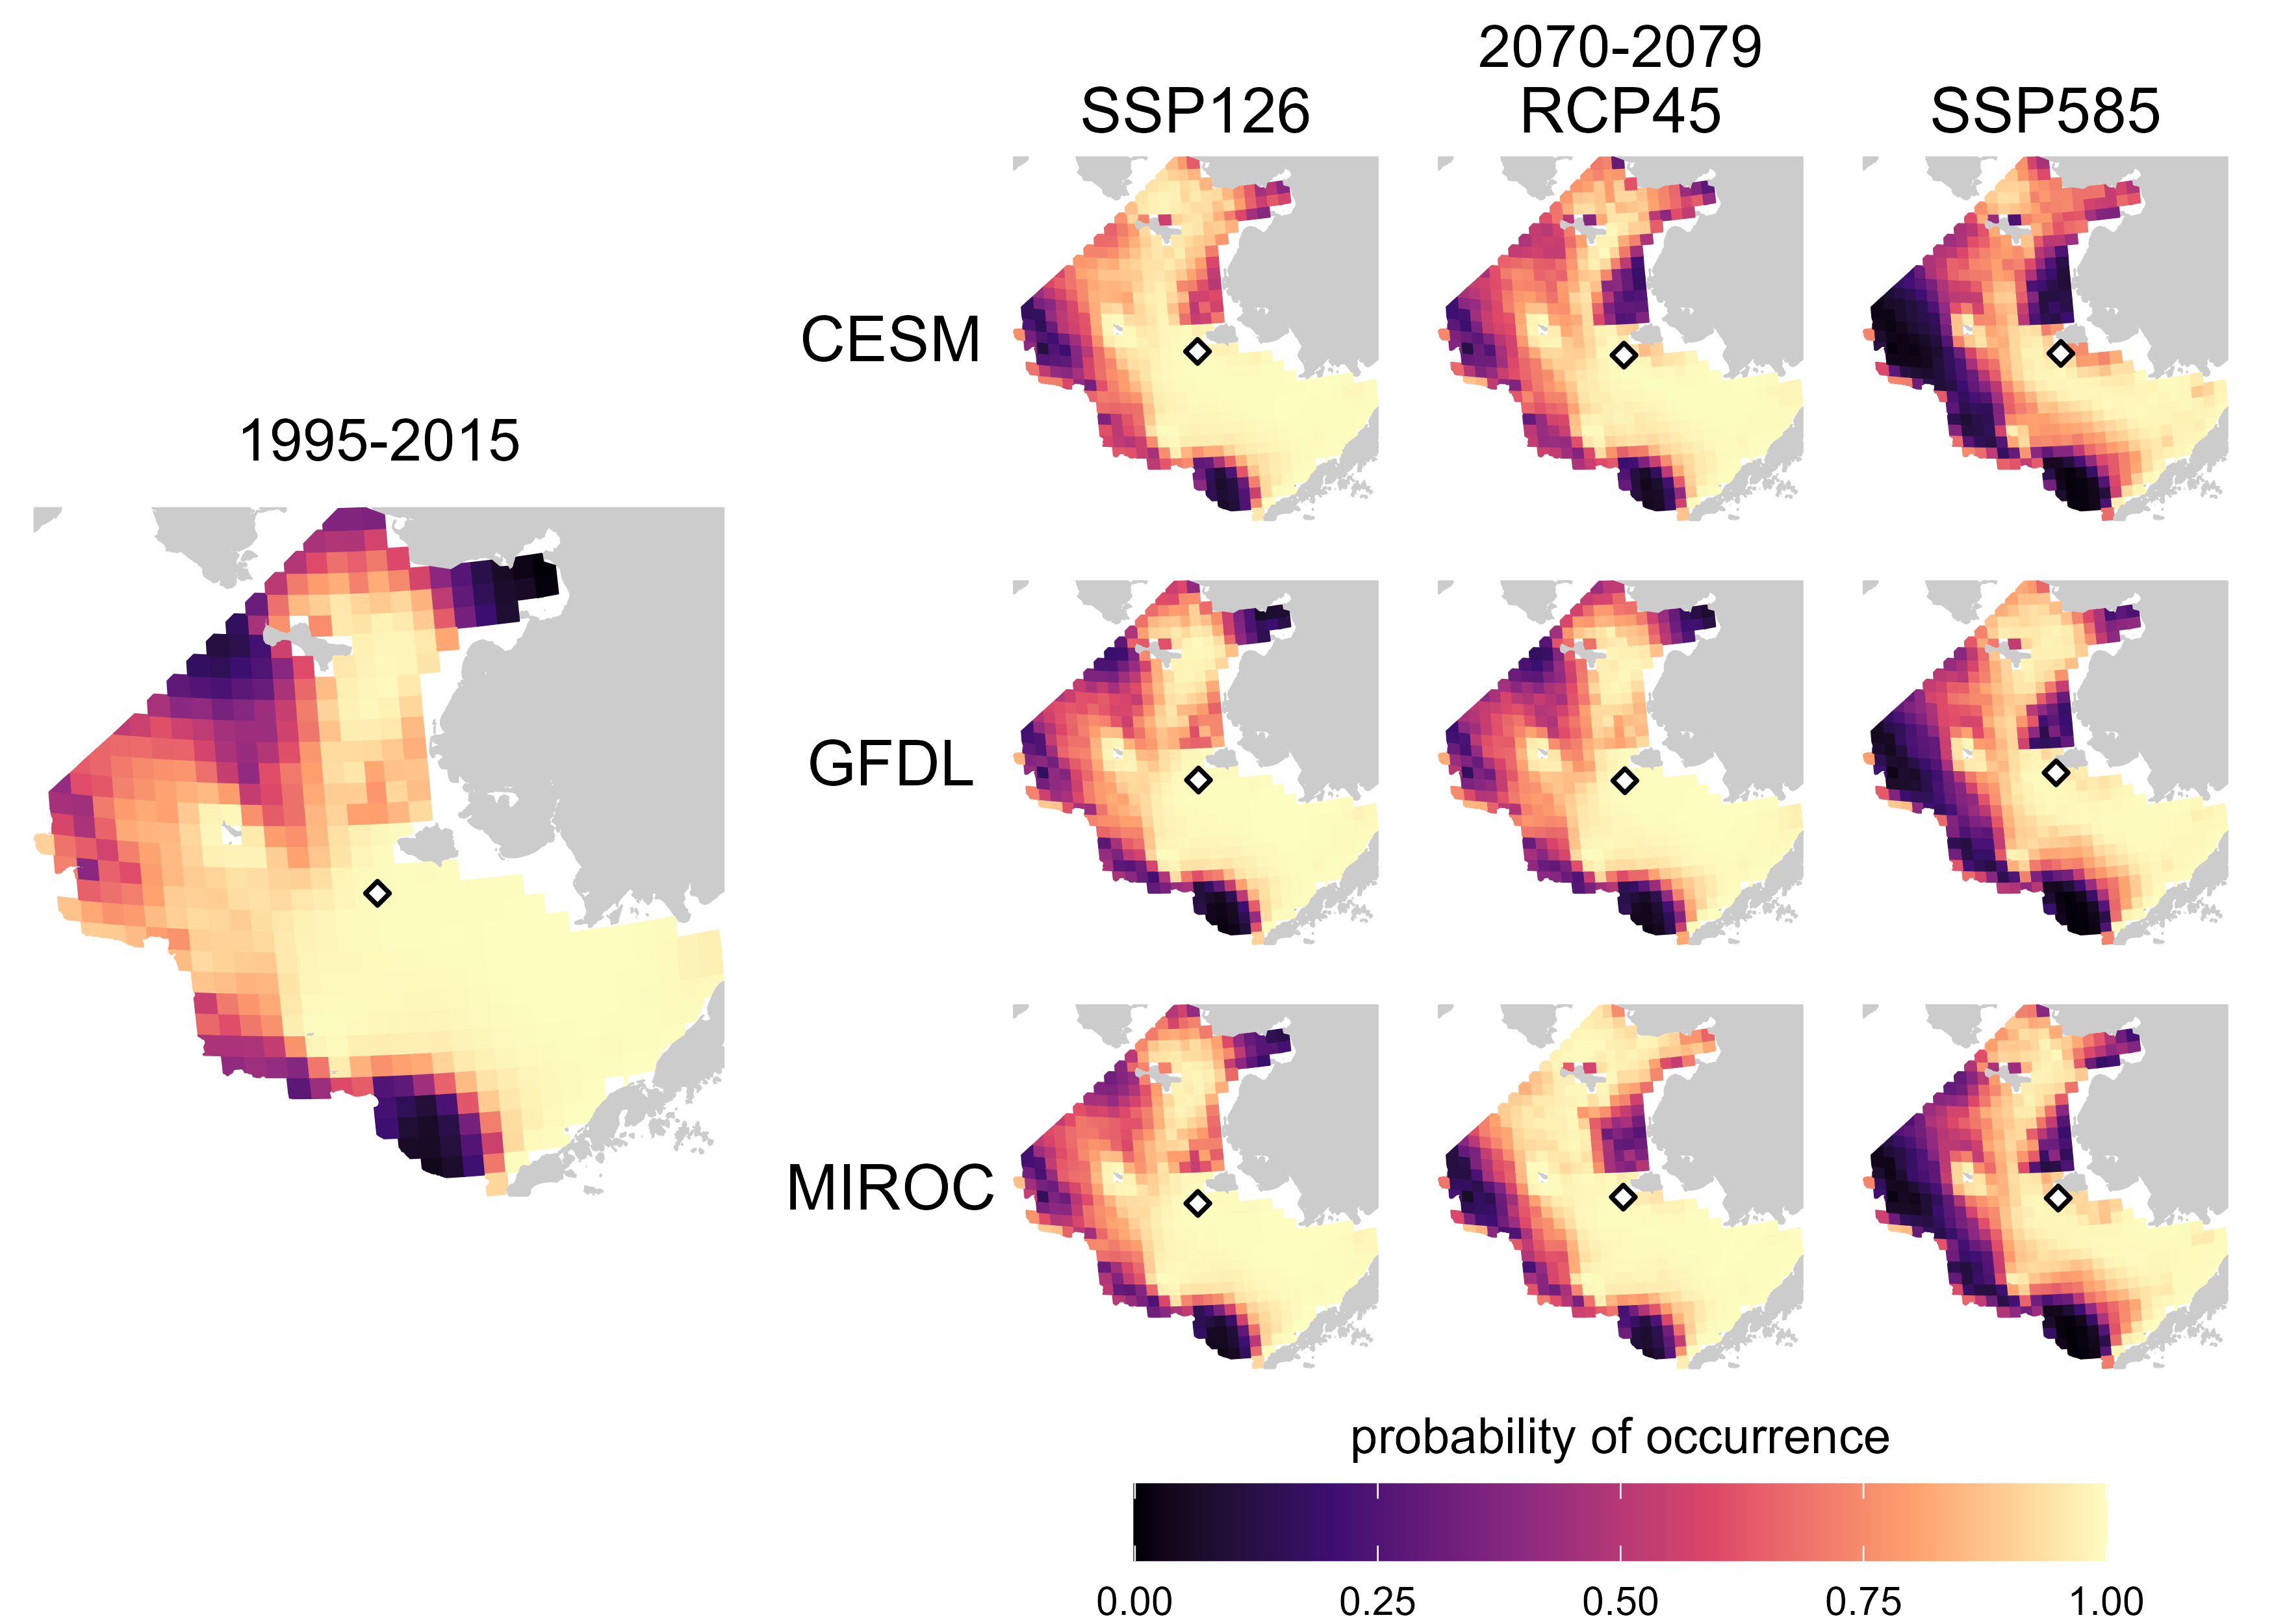 2070-2079
SSP126 RCP45 SSP585
CESM
1995-2015
GFDL
MIROC
probability of occurrence
0.00 0.25 0.50 0.75 1.00